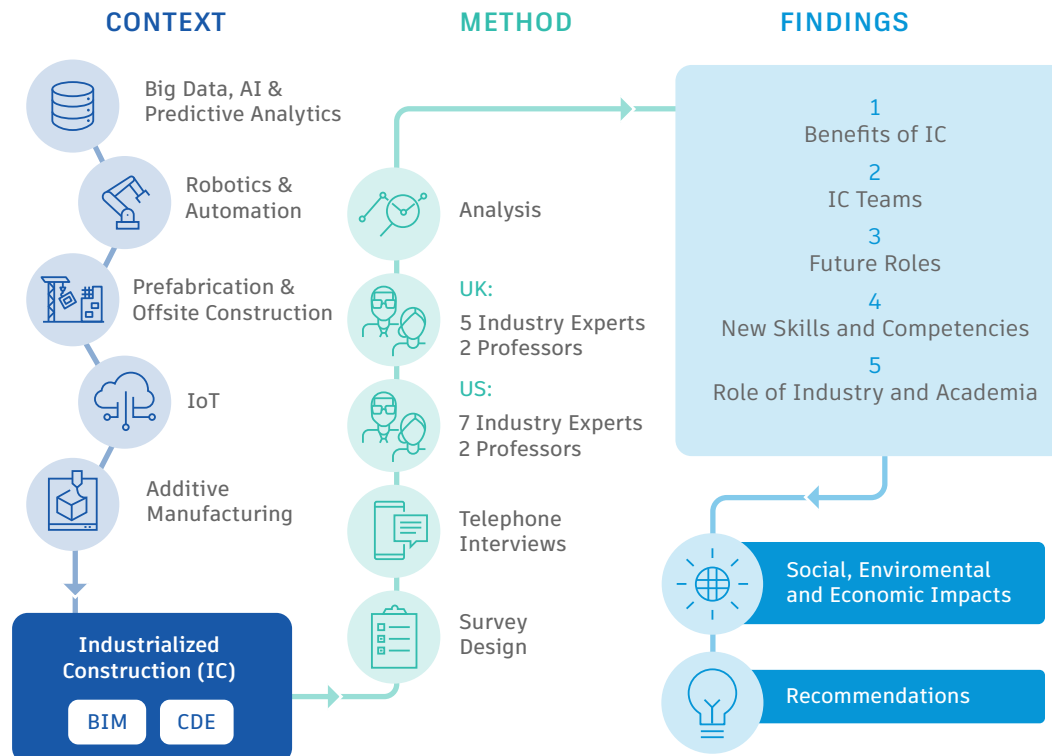 CONTEXT
Big Data, AI &
Predictive Analytics
Robotics &
Automation
Prefabrication &
Offsite Construction
IoT
Additive
Manufacturing
Industrialized
Construction (IC)
BIM
CDE
METHOD
Analysis
UK:
5 Industry Experts
2 Professors
US:
7 Industry Experts
2 Professors
Telephone
Interviews
Survey
Design
FINDINGS
1
Benefits of IC
2
IC Teams
3
Future Roles
4
New Skills and Competencies
5
Role of Industry and Academia
Social, Enviromental
and Economic Impacts
Recommendations